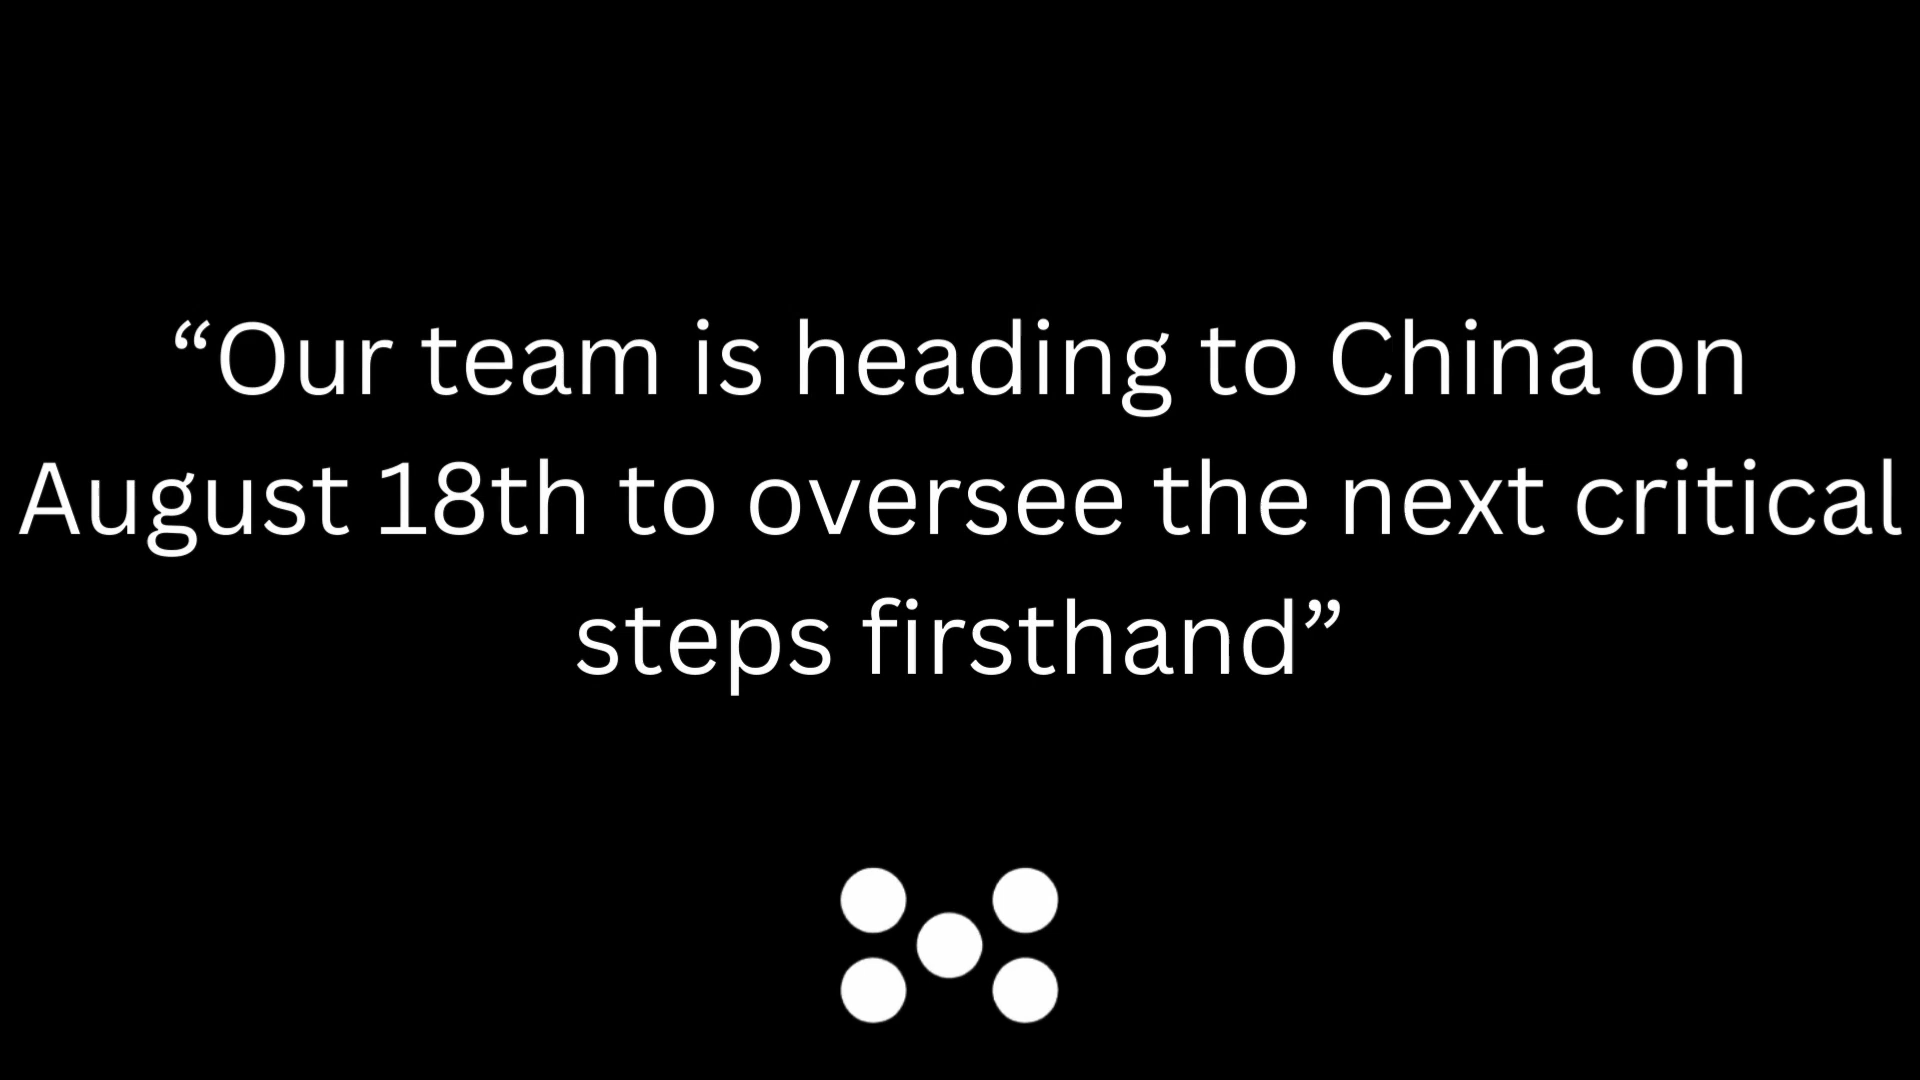 “Our team is heading to China on
August 18th to oversee the next critical
steps firsthand”